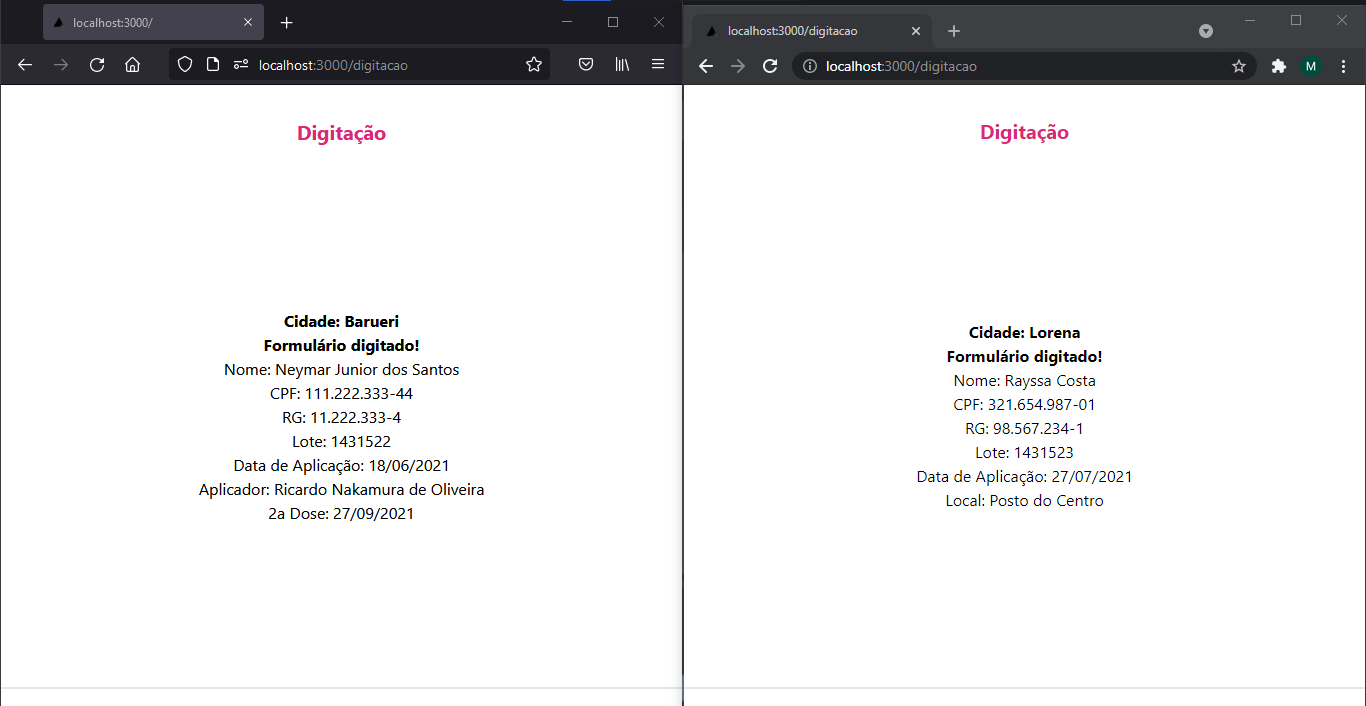 localhost:3000/
localhost:3000/digitacao
Digitação
Cidade: Barueri
Formulário digitado!
Nome: Neymar Junior dos Santos
CPF: 111.222.333-44
RG: 11.222.333-4
Lote: 1431522
Data de Aplicação: 18/06/2021
Aplicador: Ricardo Nakamura de Oliveira
2a Dose: 27/09/2021
localhost:3000/digitacao
localhost:3000/digitacao
M
Digitação
Cidade: Lorena
Formulário digitado!
Nome: Rayssa Costa
CPF: 321.654.987-01
RG: 98.567.234-1
Lote: 1431523
Data de Aplicação: 27/07/2021
Local: Posto do Centro